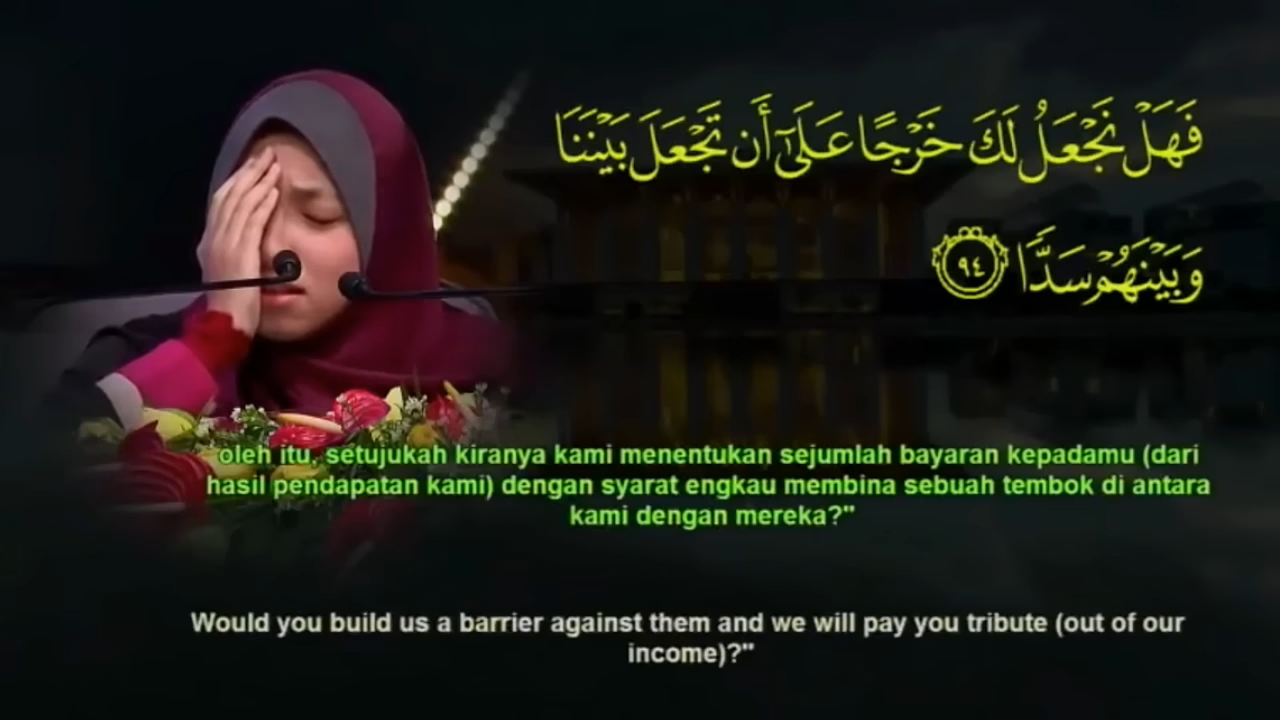 فَهَلْ نَجْعَلُ لَكَ خَرْجًا عَلَىٰٓ أَن تَجْعَلَ بَيْنَنَا
وَبَيْنَهُمْ سَدًّا ٩٤
oleh itu, setujukah kiranya kami menentukan sejumlah bayaran kepadamu (dari
hasil pendapatan kami) dengan syarat engkau membina sebuah tembok di antara
kami dengan mereka?"
Would you build us a barrier against them and we will pay you tribute (out of our
income)?"